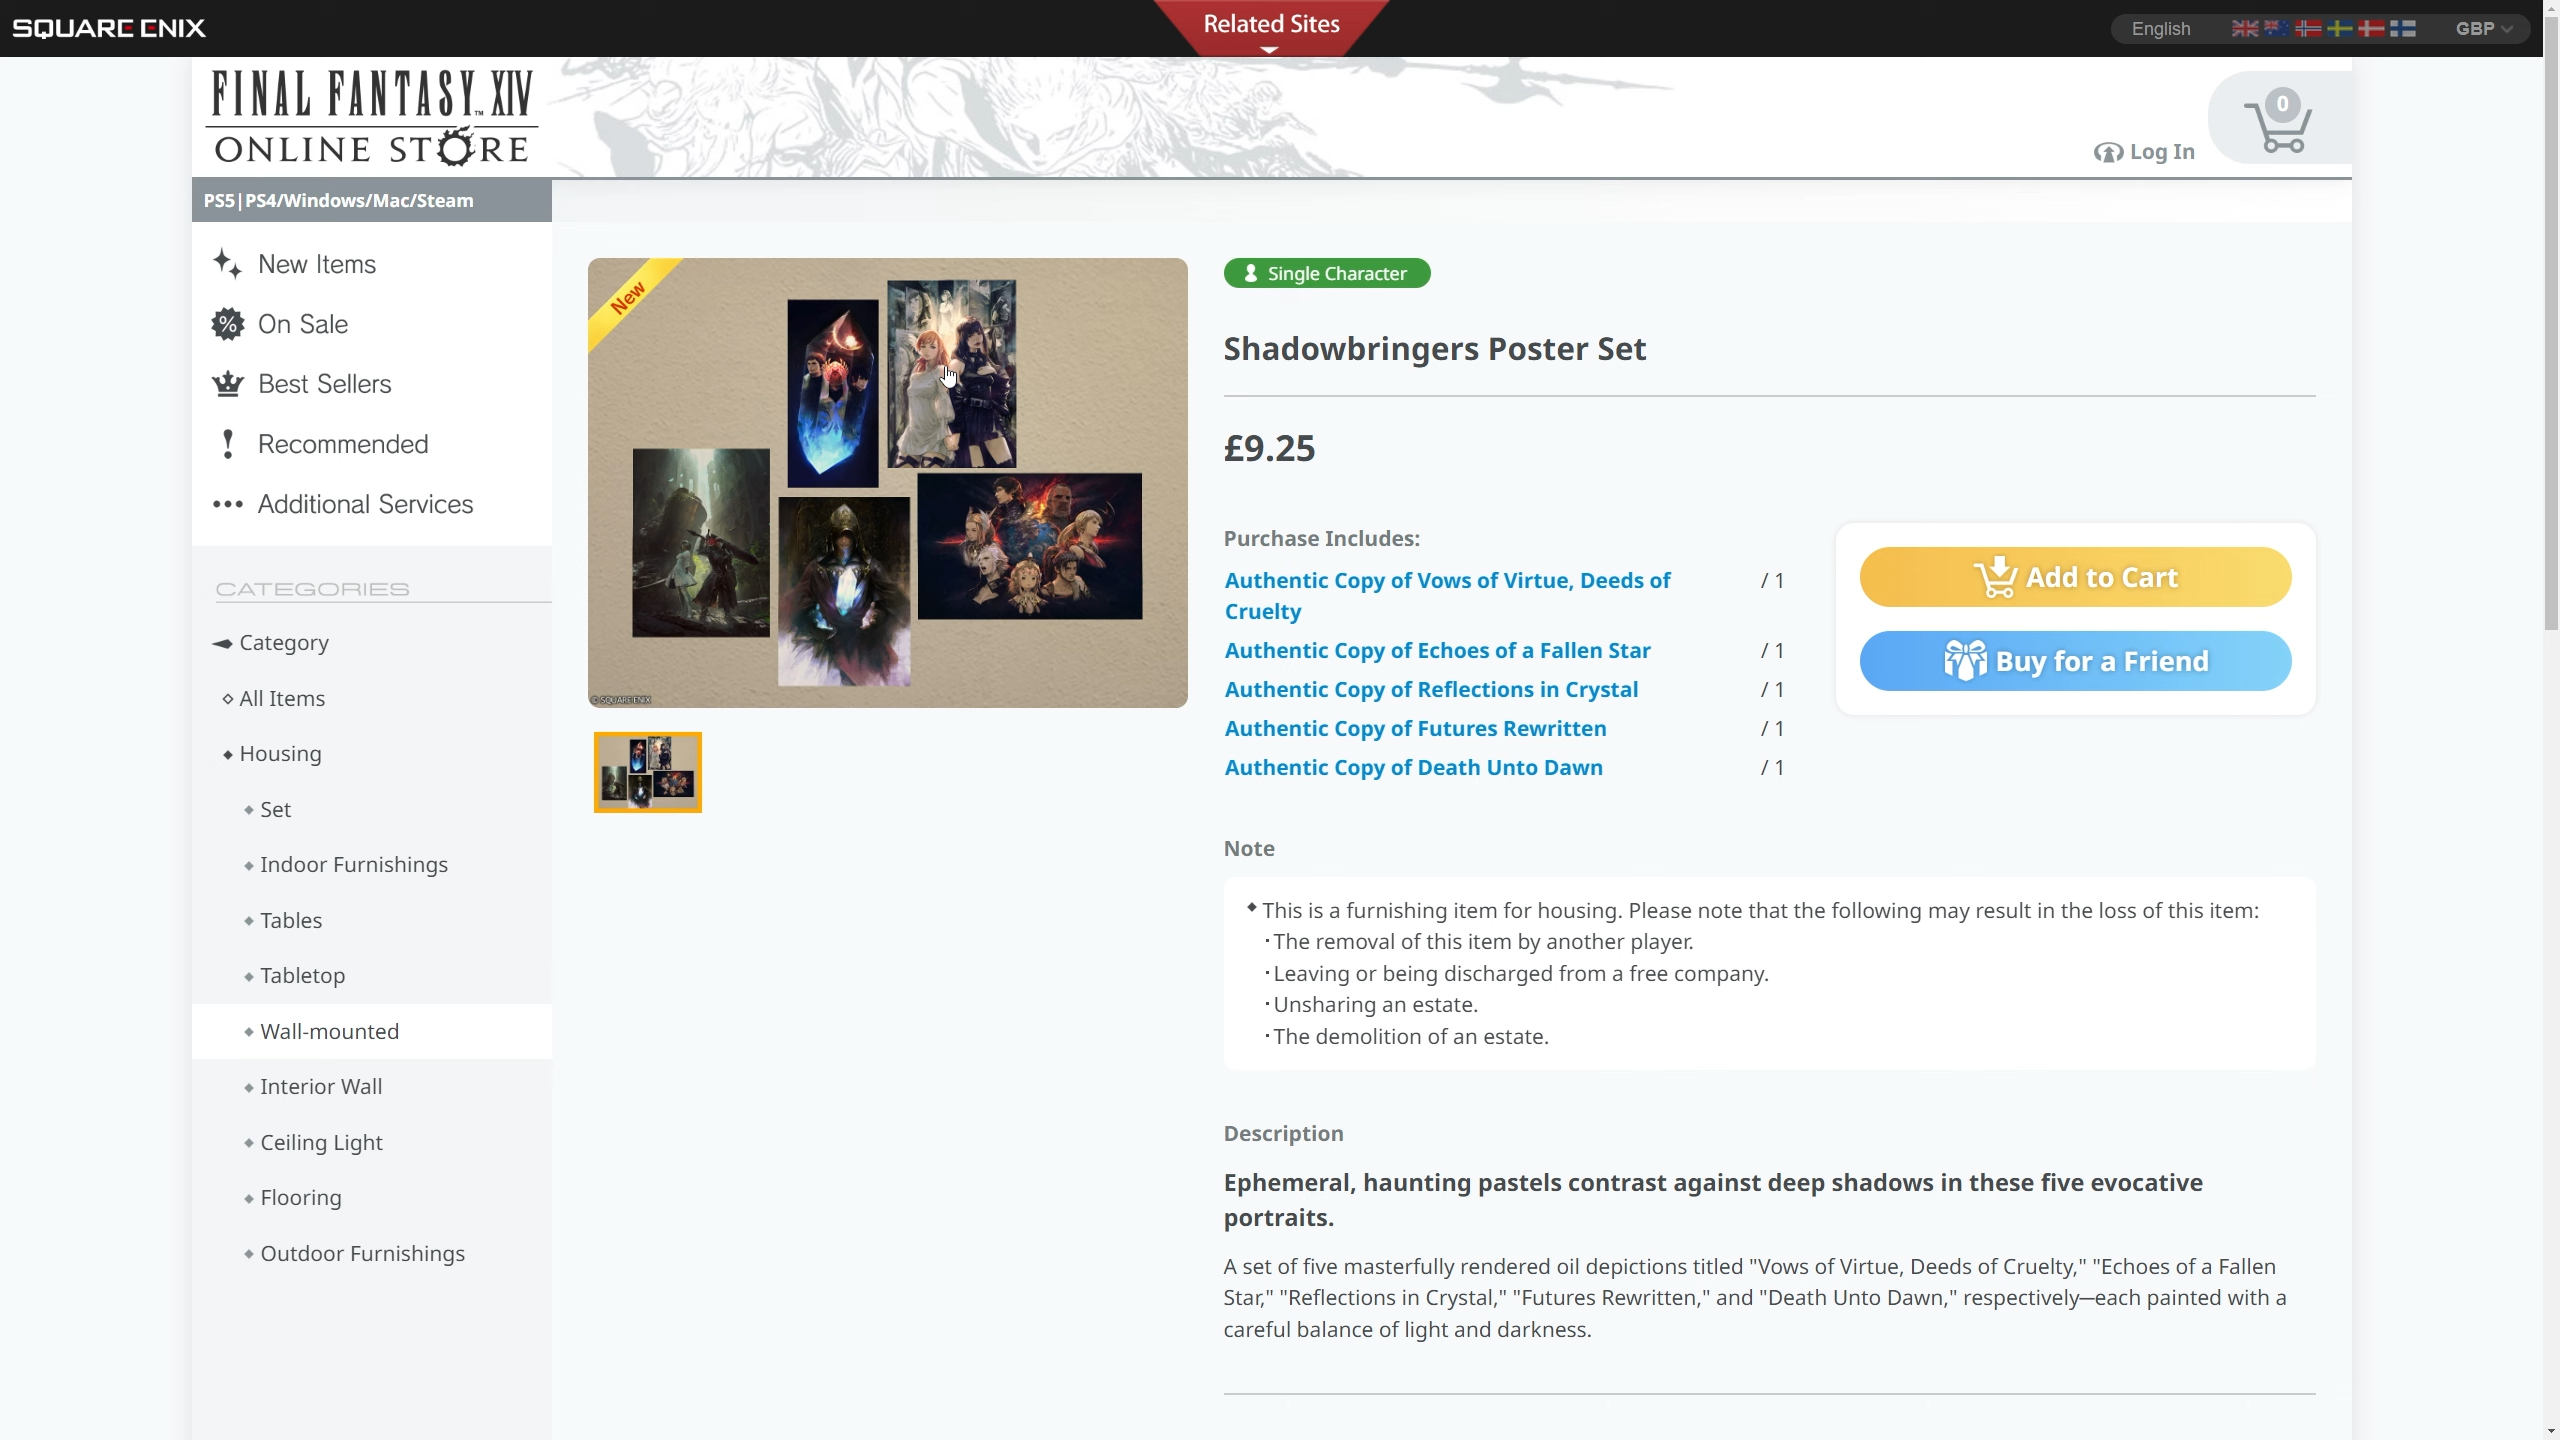 SQUARE ENIX
Related Sites
English
GBP
FINAL FANTASY XIV
ONLINE STORE
Log In
0
PS5|PS4/Windows/Mac/Steam
New Items
On Sale
Best Sellers
Recommended
Additional Services
CATEGORIES
Category
All Items
Housing
Set
Indoor Furnishings
Tables
Tabletop
Wall-mounted
Interior Wall
Ceiling Light
Flooring
Outdoor Furnishings
New
© SQUARE ENIX
Single Character
Shadowbringers Poster Set
£9.25
Purchase Includes:
Authentic Copy of Vows of Virtue, Deeds of / 1
Cruelty
Authentic Copy of Echoes of a Fallen Star / 1
Authentic Copy of Reflections in Crystal / 1
Authentic Copy of Futures Rewritten / 1
Authentic Copy of Death Unto Dawn / 1
Add to Cart
Buy for a Friend
Note
◆ This is a furnishing item for housing. Please note that the following may result in the loss of this item:
・The removal of this item by another player.
・Leaving or being discharged from a free company.
・Unsharing an estate.
・The demolition of an estate.
Description
Ephemeral, haunting pastels contrast against deep shadows in these five evocative
portraits.
A set of five masterfully rendered oil depictions titled "Vows of Virtue, Deeds of Cruelty," "Echoes of a Fallen
Star," "Reflections in Crystal," "Futures Rewritten," and "Death Unto Dawn," respectively—each painted with a
careful balance of light and darkness.